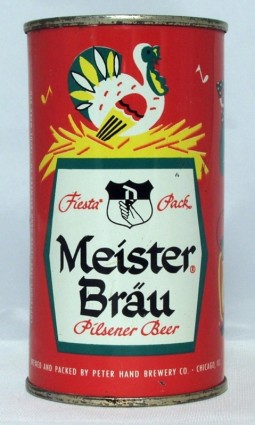 Fiesta Pack
Meister®
Bräu
Pilsener Beer
AND PACKED BY PETER HAND BREWERY CO. - CHICAGO,